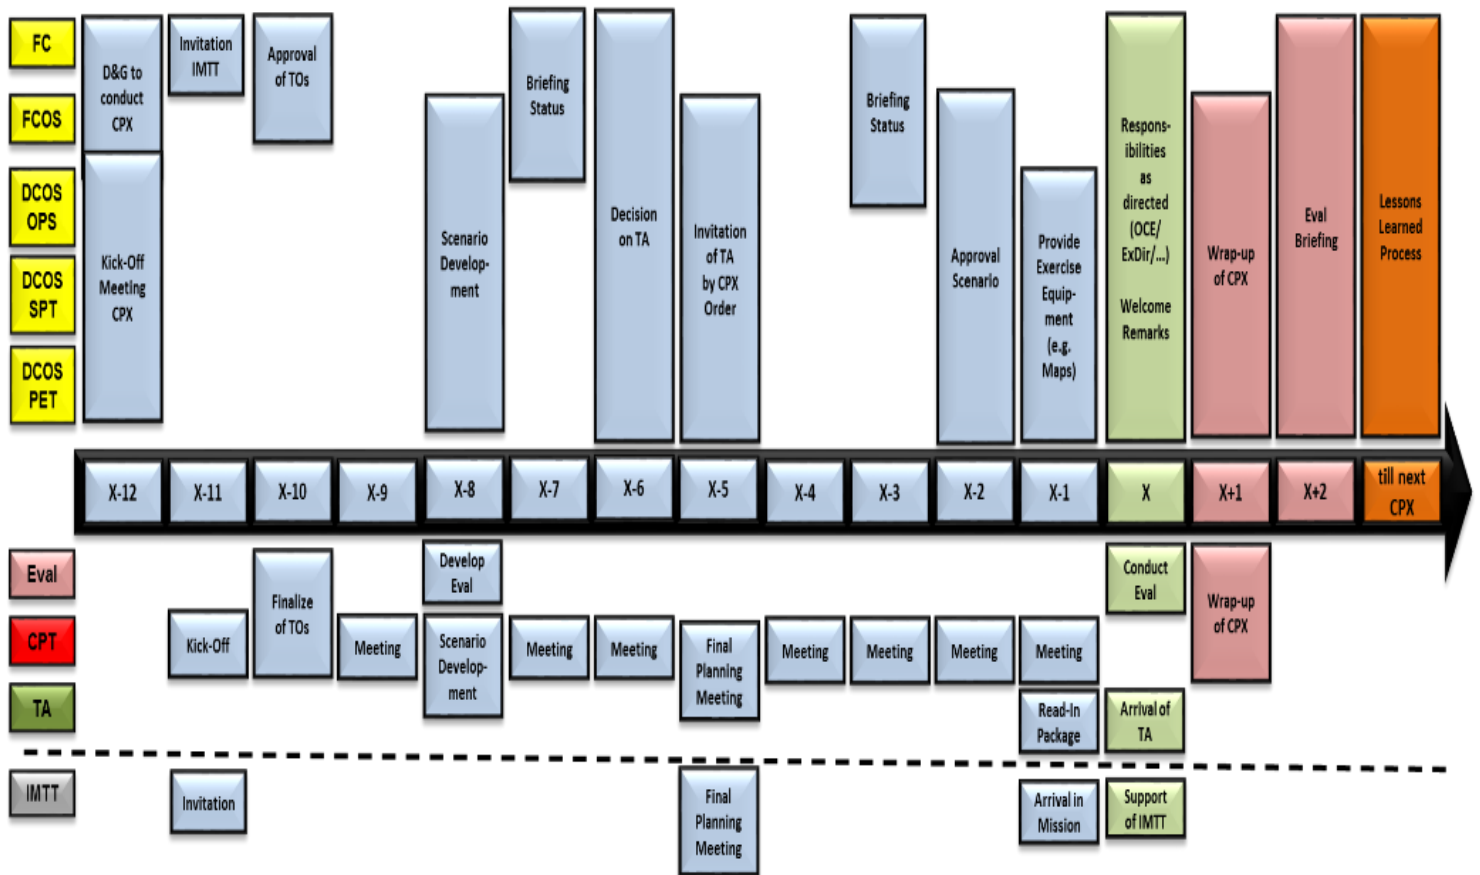 FC
FCOS
DCOS
OPS
DCOS
SPT
DCOS
PET
D&G to
conduct
CPX
Kick-Off
Meeting
CPX
Invitation
IMTT
Approval
of TOs
Scenario
Develop-
ment
Briefing
Status
Decision
on TA
Invitation
of TA
by CPX
Order
Briefing
Status
Approval
Scenario
Provide
Exercise
Equip-
ment
(e.g.
Maps)
Respons-
ibilities
as
directed
(OCE/
ExDir/...)
Welcome
Remarks
Wrap-up
of CPX
Eval
Briefing
Lessons
Learned
Process
X-12
X-11
X-10
X-9
X-8
X-7
X-6
X-5
X-4
X-3
X-2
X-1
X
X+1
X+2
till next
CPX
Eval
CPT
TA
IMTT
Kick-Off
Finalize
of TOs
Meeting
Develop
Eval
Scenario
Develop-
ment
Meeting
Meeting
Final
Planning
Meeting
Meeting
Meeting
Meeting
Meeting
Read-In
Package
Conduct
Eval
Arrival of
TA
Wrap-up
of CPX
Invitation
Final
Planning
Meeting
Arrival in
Mission
Support
of IMTT